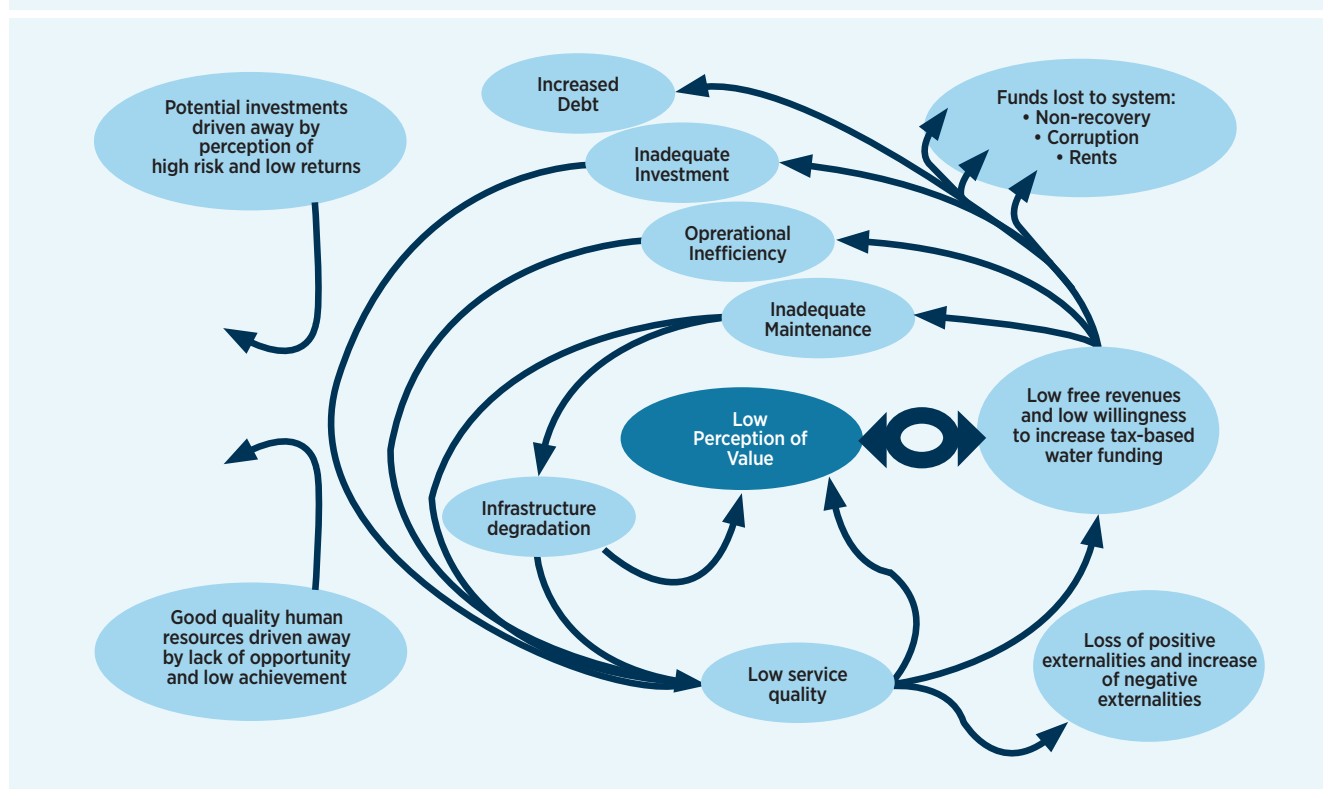 Potential investments
driven away by
perception of
high risk and low returns
Increased
Debt
Funds lost to system:
• Non-recovery
• Corruption
• Rents
Inadequate
Investment
Oprerational
Inefficiency
Inadequate
Maintenance
Low
Perception of
Value
Low free revenues
and low willingness
to increase tax-based
water funding
Infrastructure
degradation
Good quality human
resources driven away
by lack of opportunity
and low achievement
Low service
quality
Loss of positive
externalities and increase
of negative
externalities